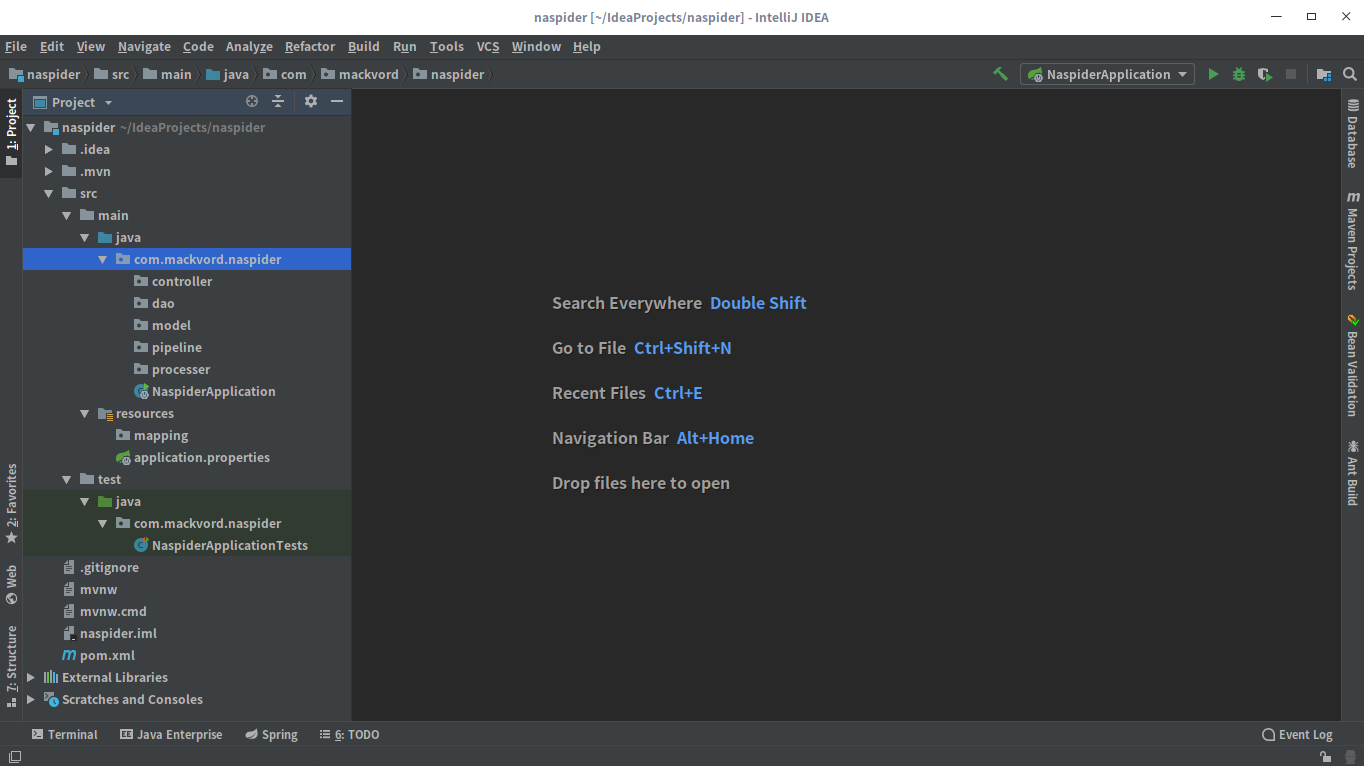 naspider [~/IdeaProjects/naspider] - IntelliJ IDEA
File Edit View Navigate Code Analyze Refactor Build Run Tools VCS Window Help
naspider src main java com mackvord naspider NaspiderApplication
1: Project
2: Favorites
Web
7: Structure
Project
naspider ~/IdeaProjects/naspider
.idea
.mvn
src
main
java
com.mackvord.naspider
controller
dao
model
pipeline
processer
NaspiderApplication
resources
mapping
application.properties
test
java
com.mackvord.naspider
NaspiderApplicationTests
.gitignore
mvnw
mvnw.cmd
naspider.iml
pom.xml
External Libraries
Scratches and Consoles
Search Everywhere Double Shift
Go to File Ctrl+Shift+N
Recent Files Ctrl+E
Navigation Bar Alt+Home
Drop files here to open
Database
Maven Projects
Bean Validation
Ant Build
Terminal Java Enterprise Spring 6: TODO Event Log